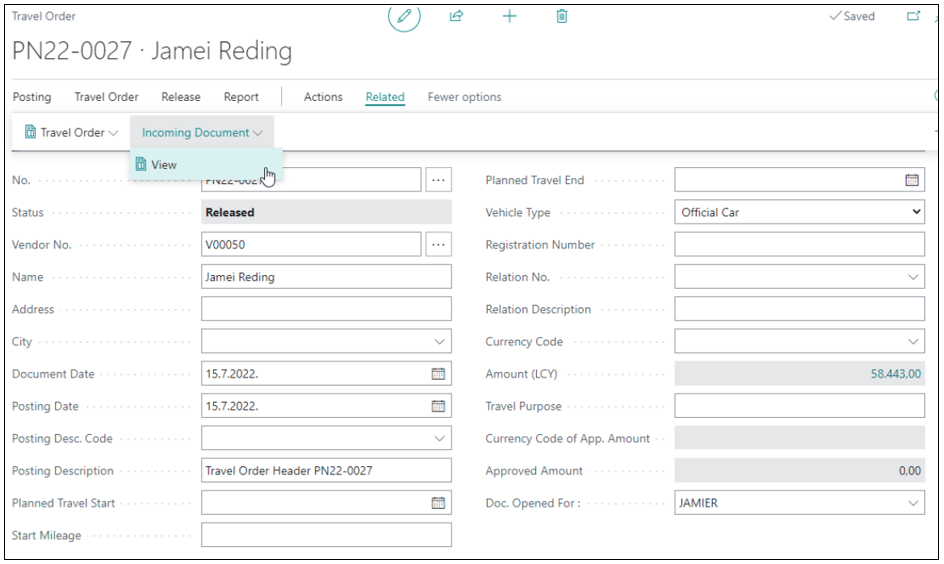 Travel Order
Saved
PN22-0027 · Jamei Reding
Posting Travel Order Release Report Actions Related Fewer options
Travel Order Incoming Document
View
No. PN22-0027 ... Planned Travel End
Status Released Vehicle Type Official Car
Vendor No. V00050 ... Registration Number
Name Jamei Reding Relation No.
Address Relation Description
City Currency Code
Document Date 15.7.2022. Amount (LCY) 58.443,00
Posting Date 15.7.2022. Travel Purpose
Posting Desc. Code Currency Code of App. Amount
Posting Description Travel Order Header PN22-0027 Approved Amount 0,00
Planned Travel Start Doc. Opened For : JAMIER
Start Mileage